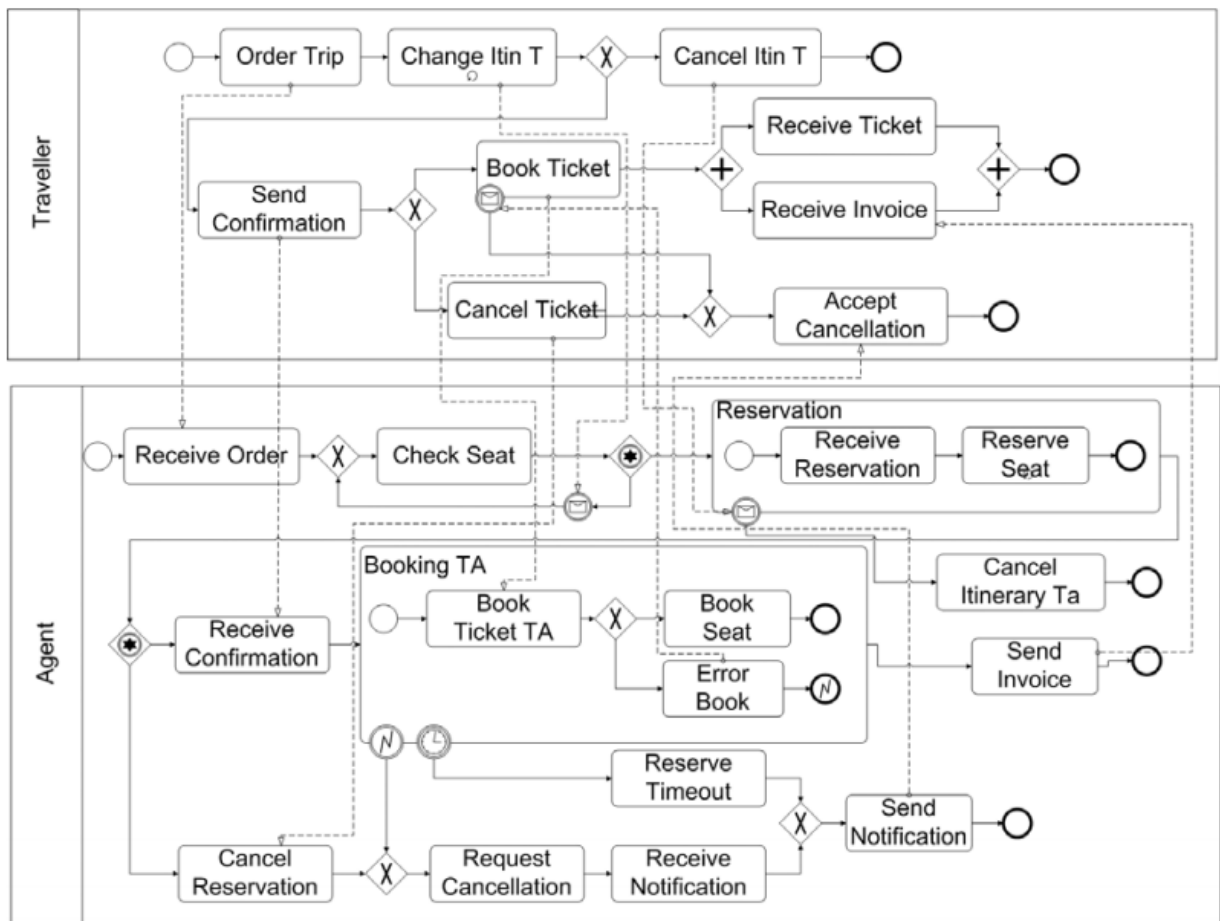 Traveller
Order Trip
Change Itin T
Cancel Itin T
Receive Ticket
Book Ticket
Send
Confirmation
Receive Invoice
Cancel Ticket
Accept
Cancellation
Agent
Reservation
Receive Order
Check Seat
Receive
Reservation
Reserve
Seat
Booking TA
Cancel
Itinerary Ta
Receive
Confirmation
Book
Ticket TA
Book
Seat
Send
Invoice
Error
Book
Reserve
Timeout
Send
Notification
Cancel
Reservation
Request
Cancellation
Receive
Notification